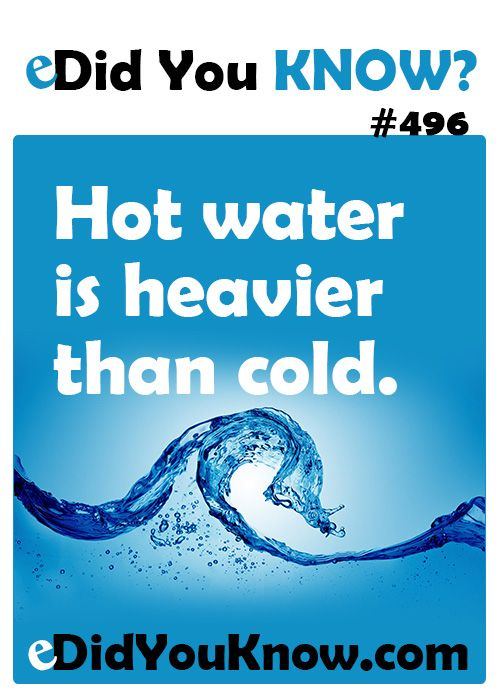 eDid You KNOW?
#496
Hot water
is heavier
than cold.
eDidYouKnow.com